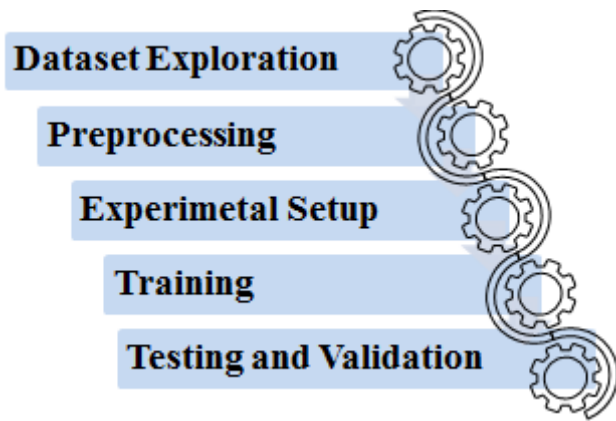 Dataset Exploration
Preprocessing
Experimetal Setup
Training
Testing and Validation